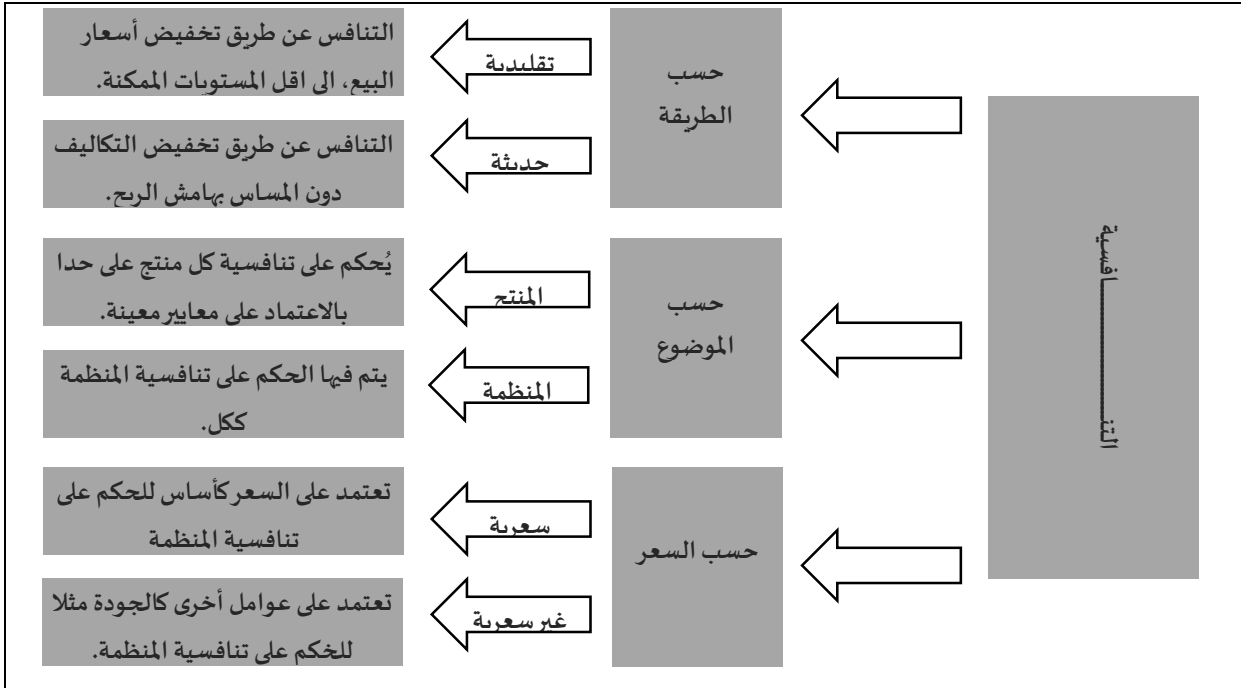 التنــــــــــــــافسية
حسب
الطريقة
تقليدية
التنافس عن طريق تخفيض أسعار
البيع، الى اقل المستويات الممكنة.
حديثة
التنافس عن طريق تخفيض التكاليف
دون المساس بهامش الربح.
حسب
الموضوع
المنتج
يُحكم على تنافسية كل منتج على حدا
بالاعتماد على معايير معينة.
المنظمة
يتم فيها الحكم على تنافسية المنظمة
ككل.
حسب السعر
سعرية
تعتمد على السعر كأساس للحكم على
تنافسية المنظمة
غير سعرية
تعتمد على عوامل أخرى كالجودة مثلا
للخكم على تنافسية المنظمة.